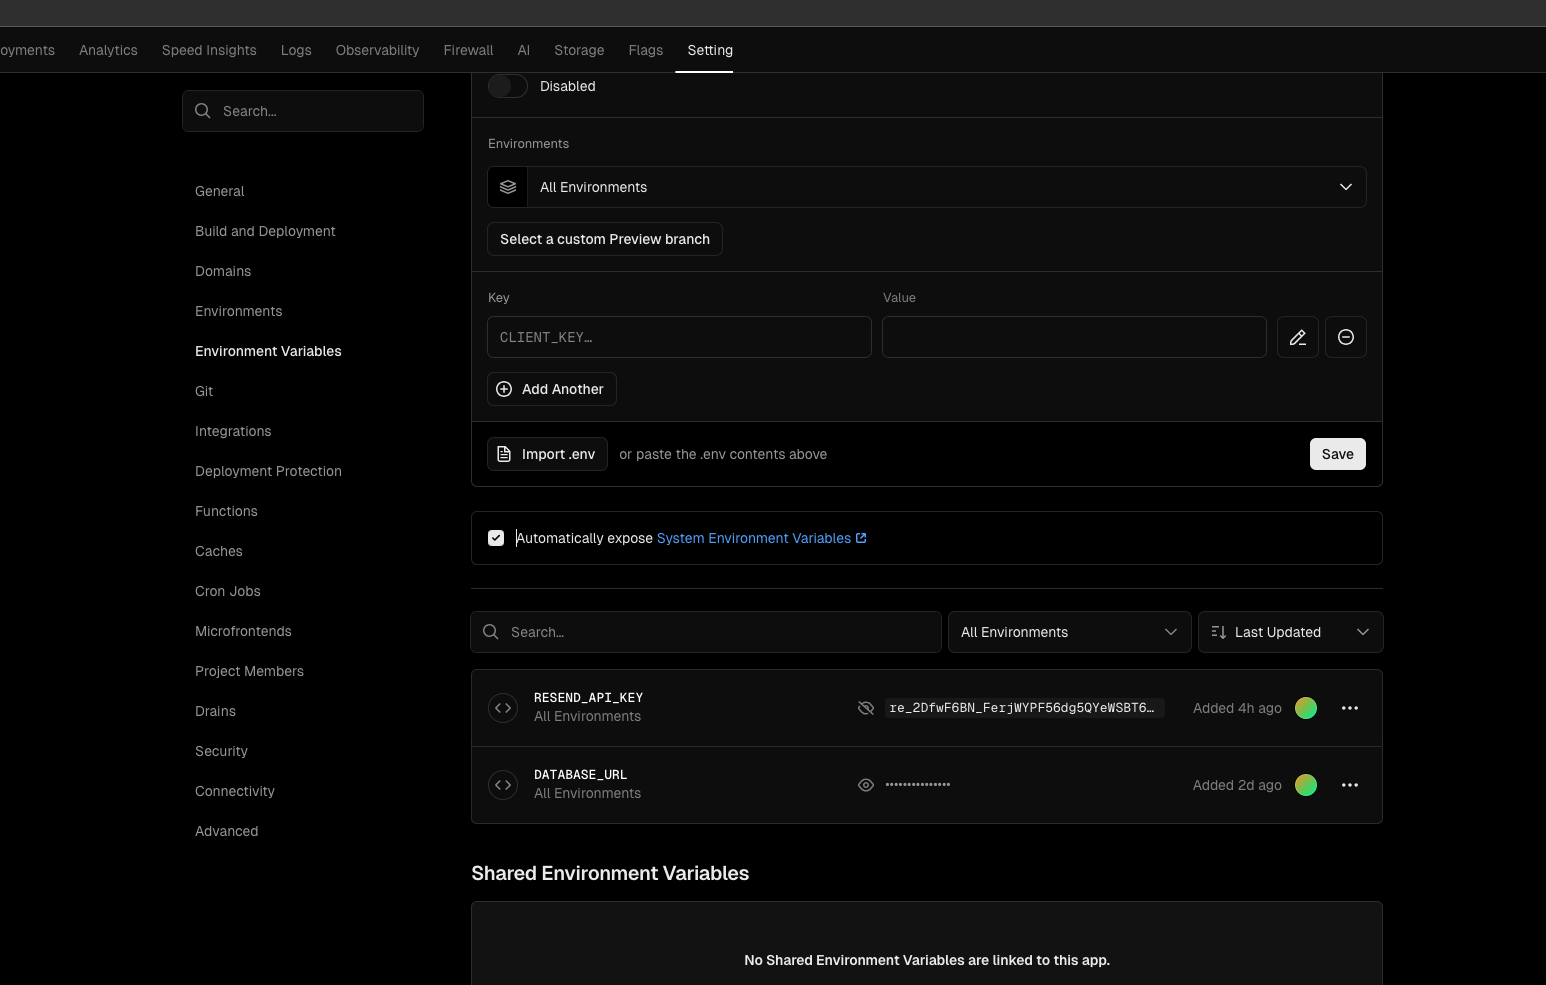 oyments Analytics Speed Insights Logs Observability Firewall AI Storage Flags Setting
Search...
General
Build and Deployment
Domains
Environments
Environment Variables
Git
Integrations
Deployment Protection
Functions
Caches
Cron Jobs
Microfrontends
Project Members
Drains
Security
Connectivity
Advanced
Disabled
Environments
All Environments
Select a custom Preview branch
Key Value
CLIENT_KEY…
Add Another
Import .env or paste the .env contents above Save
Automatically expose System Environment Variables
Search… All Environments Last Updated
RESEND_API_KEY
All Environments
re_2DfwF6BN_FerjWYPF56dg5QYeWSBT6… Added 4h ago
DATABASE_URL
All Environments
•••••••••••••• Added 2d ago
Shared Environment Variables
No Shared Environment Variables are linked to this app.